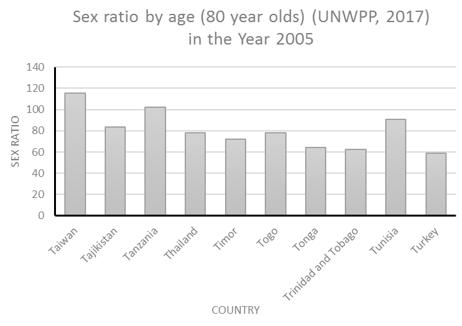 Sex ratio by age (80 year olds) (UNWPP, 2017)
in the Year 2005
SEX RATIO
140
120
100
80
60
40
20
0
Taiwan
Tajikistan
Tanzania
Thailand
Timor
Togo
Tonga
Trinidad and Tobago
Tunisia
Turkey
COUNTRY